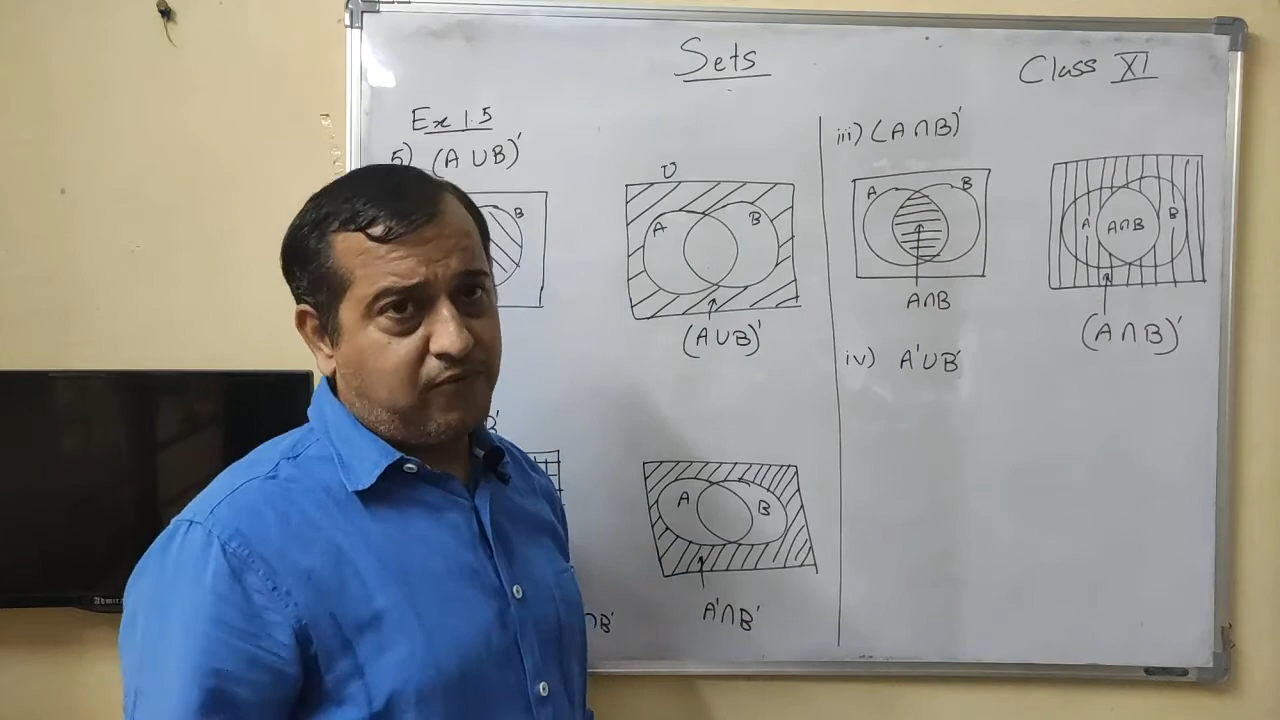 Sets
Class XI
Ex 1.5
5) (A ∪ B)'
B
U
A B
(A∪B)'
B'
A B
A'∩B'
∩B'
iii) (A∩B)'
A B
A∩B
A A∩B B
(A∩B)'
iv) A'∪B'